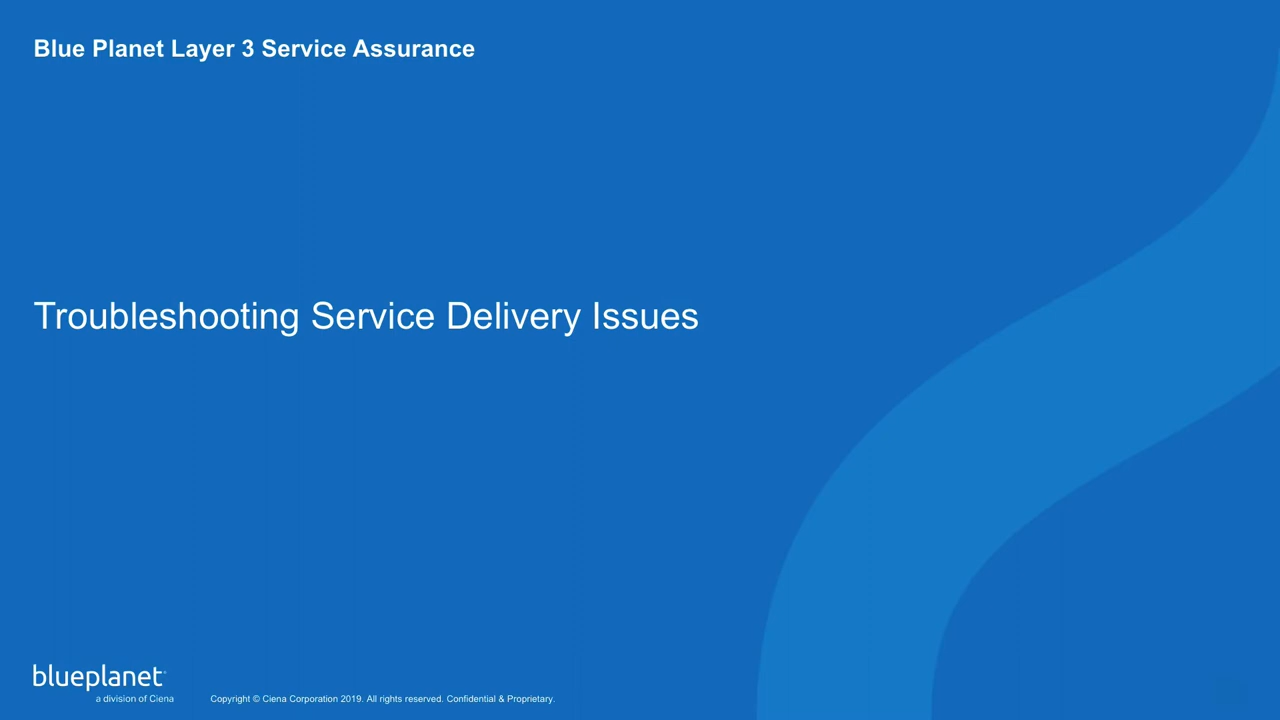 Blue Planet Layer 3 Service Assurance
Troubleshooting Service Delivery Issues
blueplanet
a division of Ciena
Copyright © Ciena Corporation 2019. All rights reserved. Confidential & Proprietary.